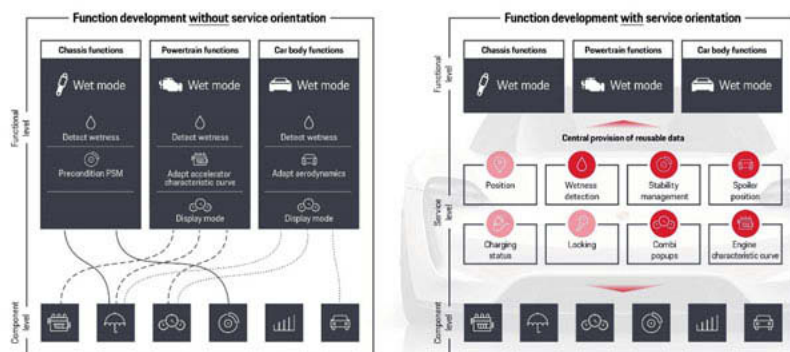 Function development without service orientation
Functional level
Chassis functions
Wet mode
Detect wetness
Precondition PSM
Powertrain functions
Wet mode
Detect wetness
Adapt accelerator
characteristic curve
Display mode
Car body functions
Wet mode
Detect wetness
Adapt aerodynamics
Display mode
Component level
Function development with service orientation
Functional level
Chassis functions
Wet mode
Powertrain functions
Wet mode
Car body functions
Wet mode
Central provision of reusable data
Service level
Position
Wetness
detection
Stability
management
Spoiler
position
Charging
status
Locking
Combi
popups
Engine
characteristic curve
Component level